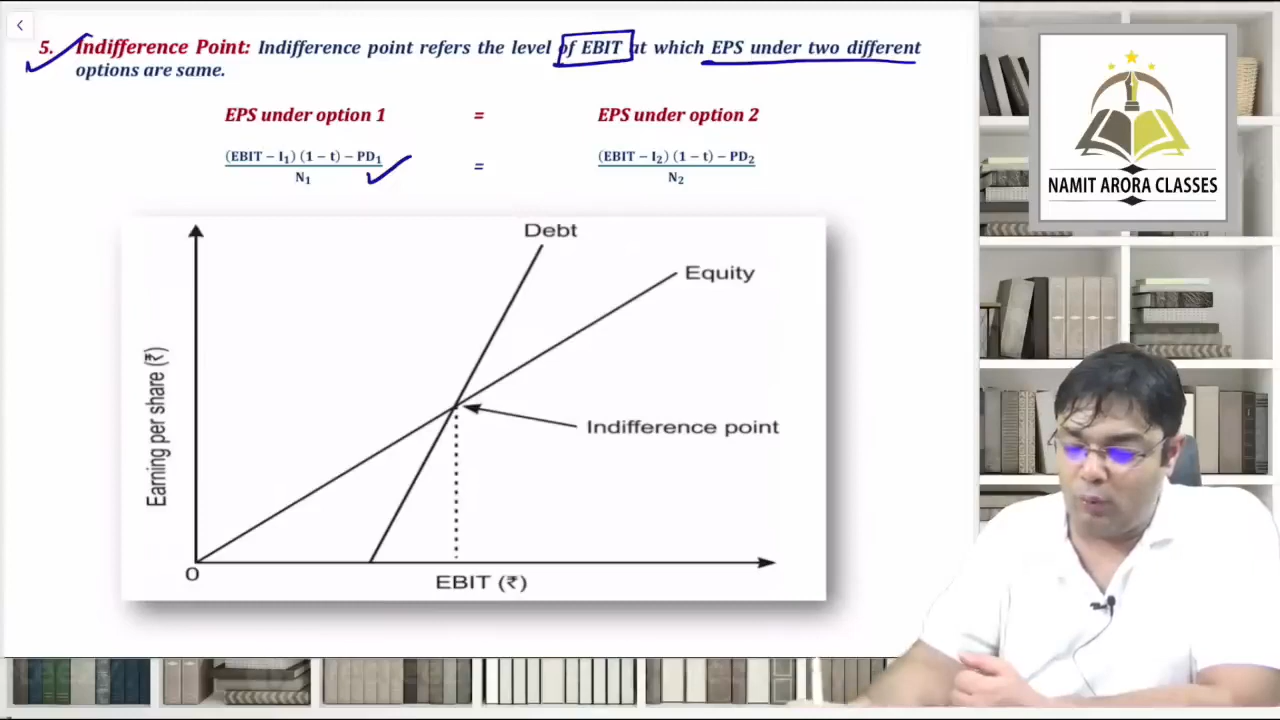 5. Indifference Point: Indifference point refers the level of EBIT at which EPS under two different
options are same.
EPS under option 1 = EPS under option 2
(EBIT – I₁) (1 – t) – PD₁ = (EBIT – I₂) (1 – t) – PD₂
N₁ N₂
Debt
Equity
Earning per share (₹)
Indifference point
O
EBIT (₹)
NAMIT ARORA CLASSES